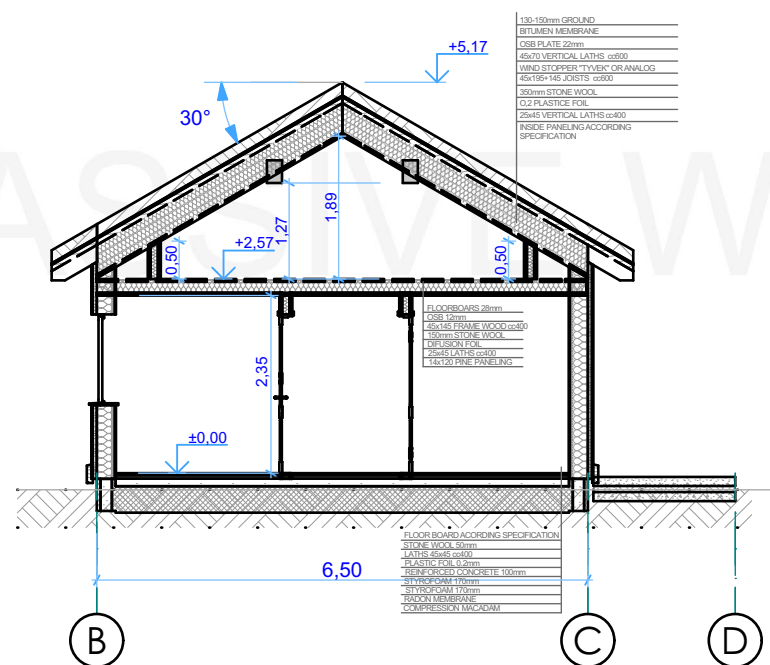 130-150mm GROUND
BITUMEN MEMBRANE
OSB PLATE 22mm
45x70 VERTICAL LATHS cc600
WIND STOPPER "TYVEK" OR ANALOG
45x195+145 JOISTS cc600
350mm STONE WOOL
O,2 PLASTICE FOIL
25x45 VERTICAL LATHS cc400
INSIDE PANELING ACCORDING
SPECIFICATION
+5,17
30°
ASSIVE W
1,89
1,27
+2,57
0,50
0,50
FLOORBOARS 28mm
OSB 12mm
45x145 FRAME WOOD cc400
150mm STONE WOOL
DIFUSION FOIL
25x45 LATHS cc400
14x120 PINE PANELING
2,35
±0,00
FLOOR BOARD ACORDING SPECIFICATION
STONE WOOL 50mm
LATHS 45x45 cc400
PLASTIC FOIL 0.2mm
REINFORCED CONCRETE 100mm
STYROFOAM 170mm
STYROFOAM 170mm
RADON MEMBRANE
COMPRESSION MACADAM
6,50
B
C
D